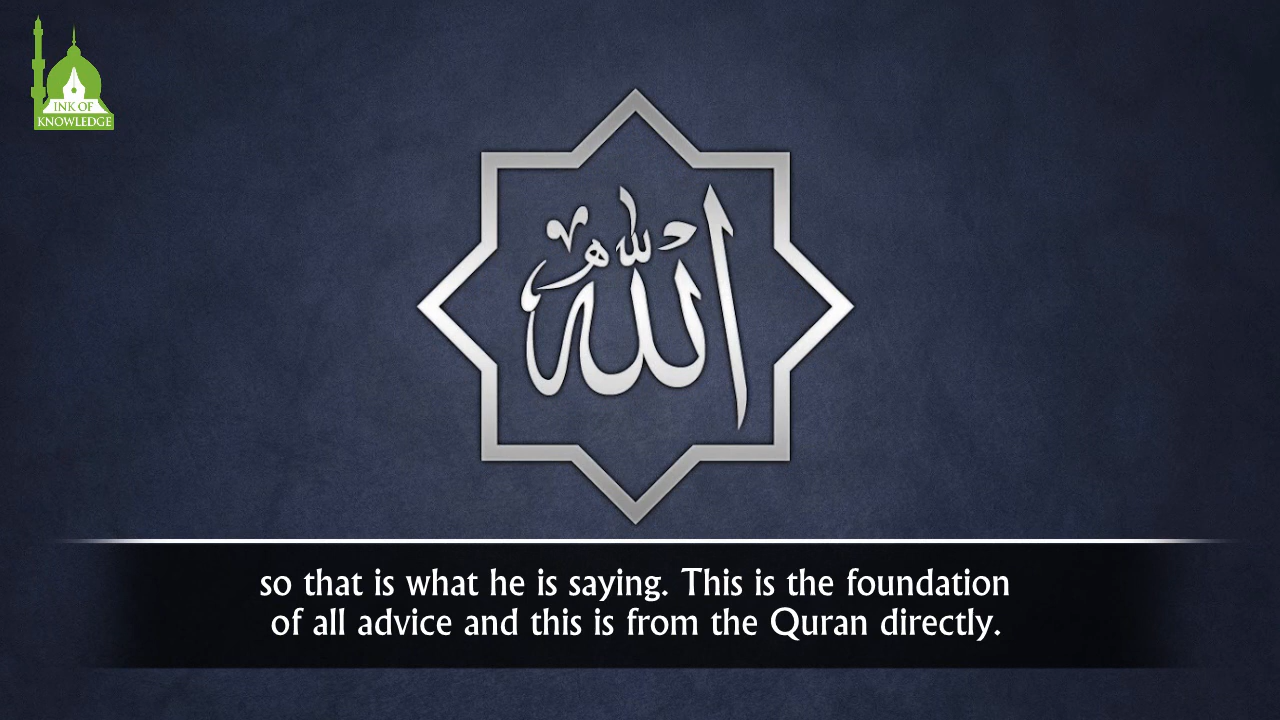 INK OF
KNOWLEDGE
الله
so that is what he is saying. This is the foundation
of all advice and this is from the Quran directly.